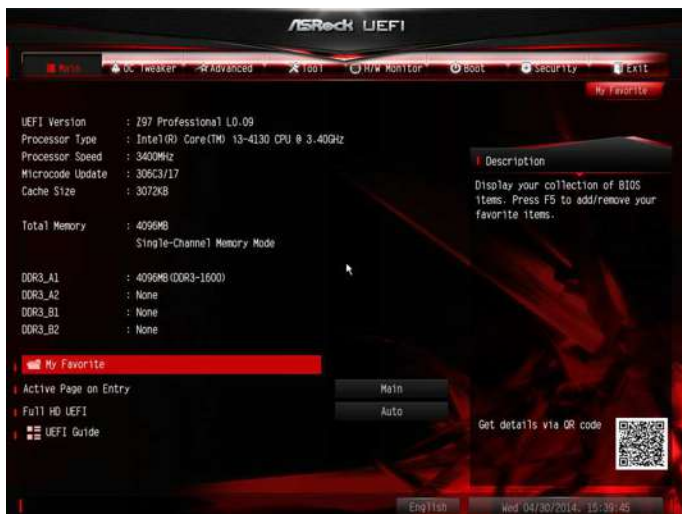 ASRock UEFI
Main OC Tweaker Advanced Tool H/W Monitor Boot Security Exit
My Favorite
UEFI Version : Z97 Professional L0.09
Processor Type : Intel(R) Core(TM) i3-4130 CPU @ 3.40GHz
Processor Speed : 3400MHz
Microcode Update : 306C3/17
Cache Size : 3072KB
Total Memory : 4096MB
Single-Channel Memory Mode
DDR3_A1 : 4096MB(DDR3-1600)
DDR3_A2 : None
DDR3_B1 : None
DDR3_B2 : None
My Favorite
Active Page on Entry Main
Full HD UEFI Auto
UEFI Guide
Description
Display your collection of BIOS
items. Press F5 to add/remove your
favorite items.
Get details via QR code
English Wed 04/30/2014, 15:39:45